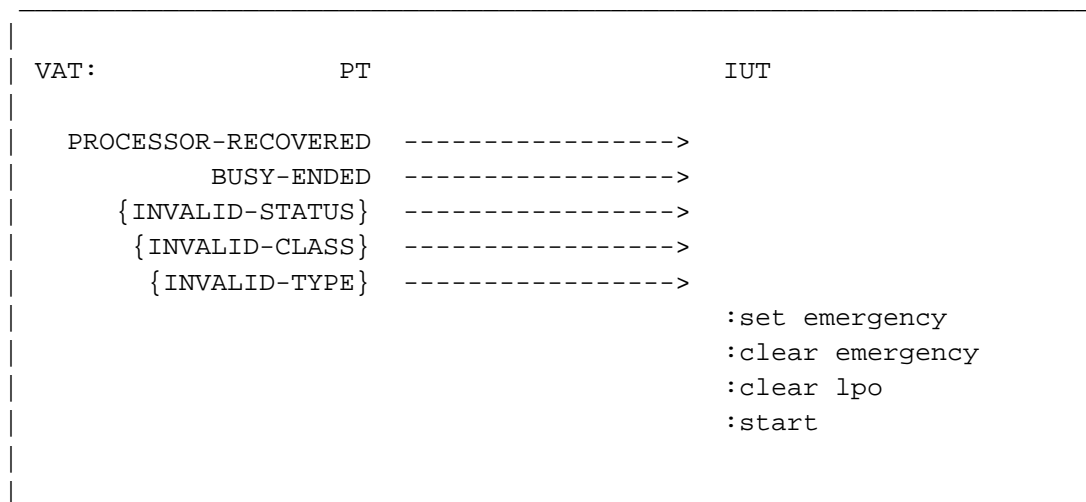 VAT: PT IUT
PROCESSOR-RECOVERED ----------------->
BUSY-ENDED ----------------->
{INVALID-STATUS} ----------------->
{INVALID-CLASS} ----------------->
{INVALID-TYPE} ----------------->
:set emergency
:clear emergency
:clear lpo
:start